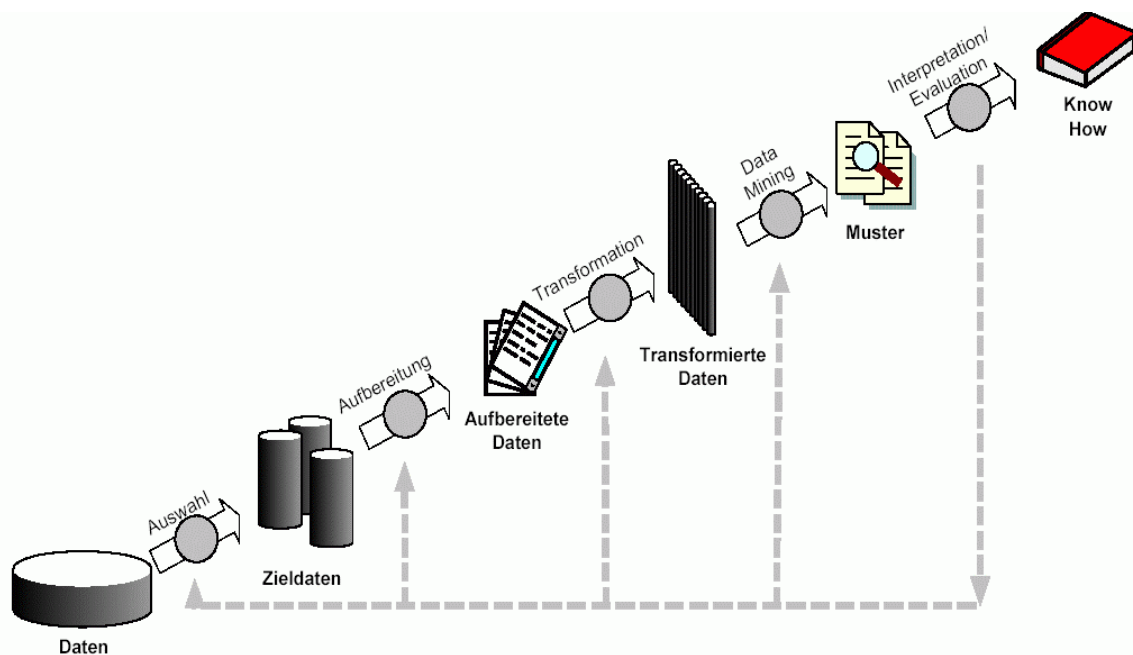 Daten
Auswahl
Zieldaten
Aufbereitung
Aufbereitete
Daten
Transformation
Transformierte
Daten
Data
Mining
Muster
Interpretation/
Evaluation
Know
How